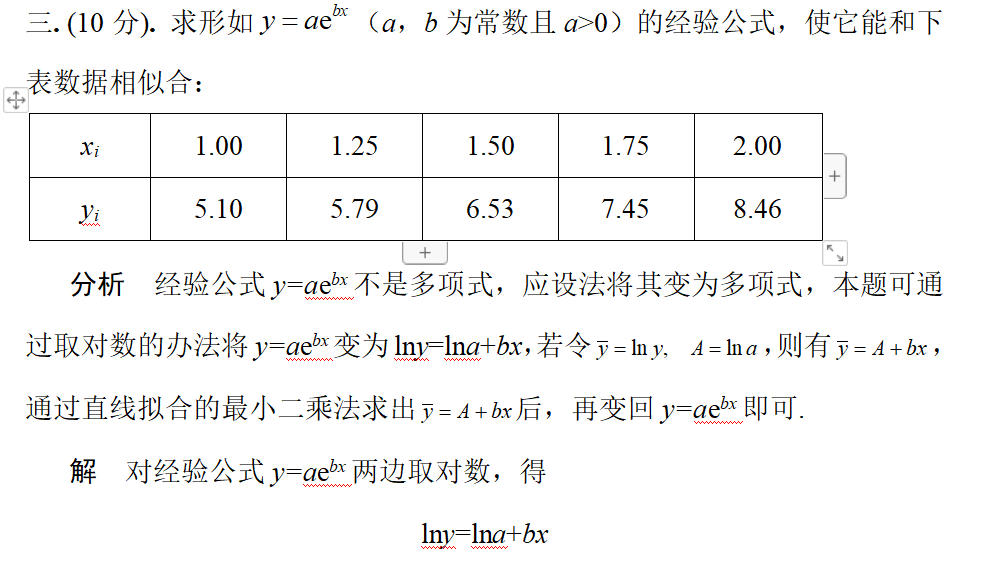 三. (10 分). 求形如 y = ae^{bx} （a，b 为常数且 a>0）的经验公式，使它能和下
表数据相似合：
x_i 1.00 1.25 1.50 1.75 2.00
y_i 5.10 5.79 6.53 7.45 8.46
分析 经验公式 y=ae^{bx} 不是多项式，应设法将其变为多项式，本题可通
过取对数的办法将 y=ae^{bx} 变为 lny=lna+bx，若令 ȳ = ln y, A = ln a，则有 ȳ = A + bx，
通过直线拟合的最小二乘法求出 ȳ = A + bx 后，再变回 y=ae^{bx} 即可.
解 对经验公式 y=ae^{bx} 两边取对数，得
lny=lna+bx